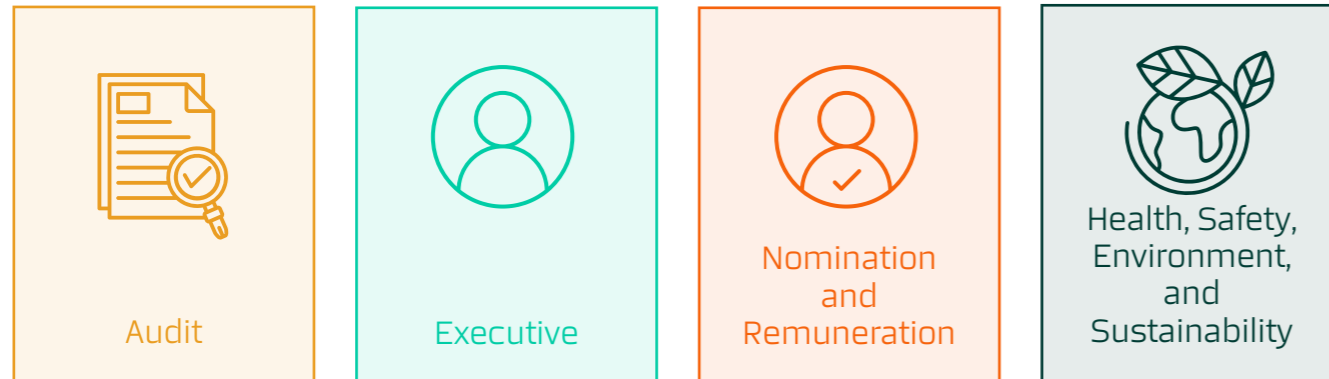 Audit
Executive
Nomination
and
Remuneration
Health, Safety,
Environment,
and
Sustainability